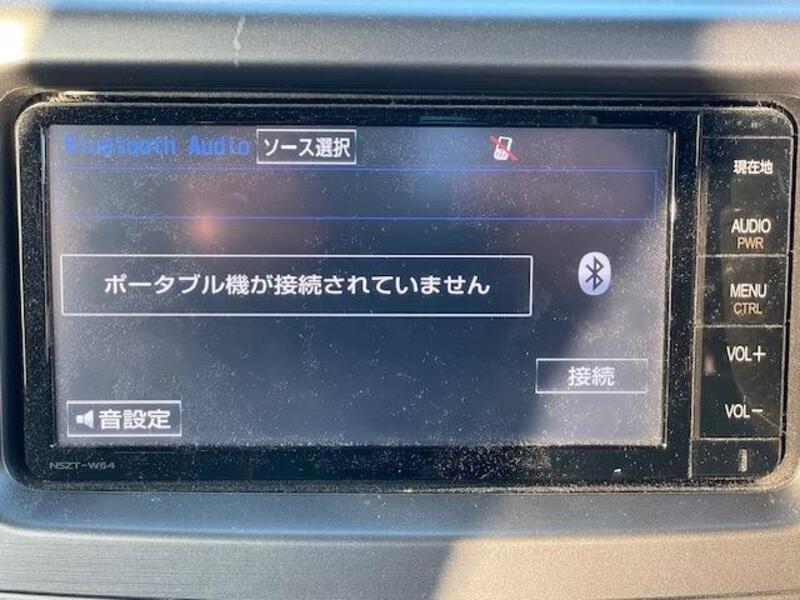 Bluetooth Audio ソース選択
ポータブル機が接続されていません
接続
音設定
NSZT-W64
現在地
AUDIO
PWR
MENU
CTRL
VOL+
VOL−